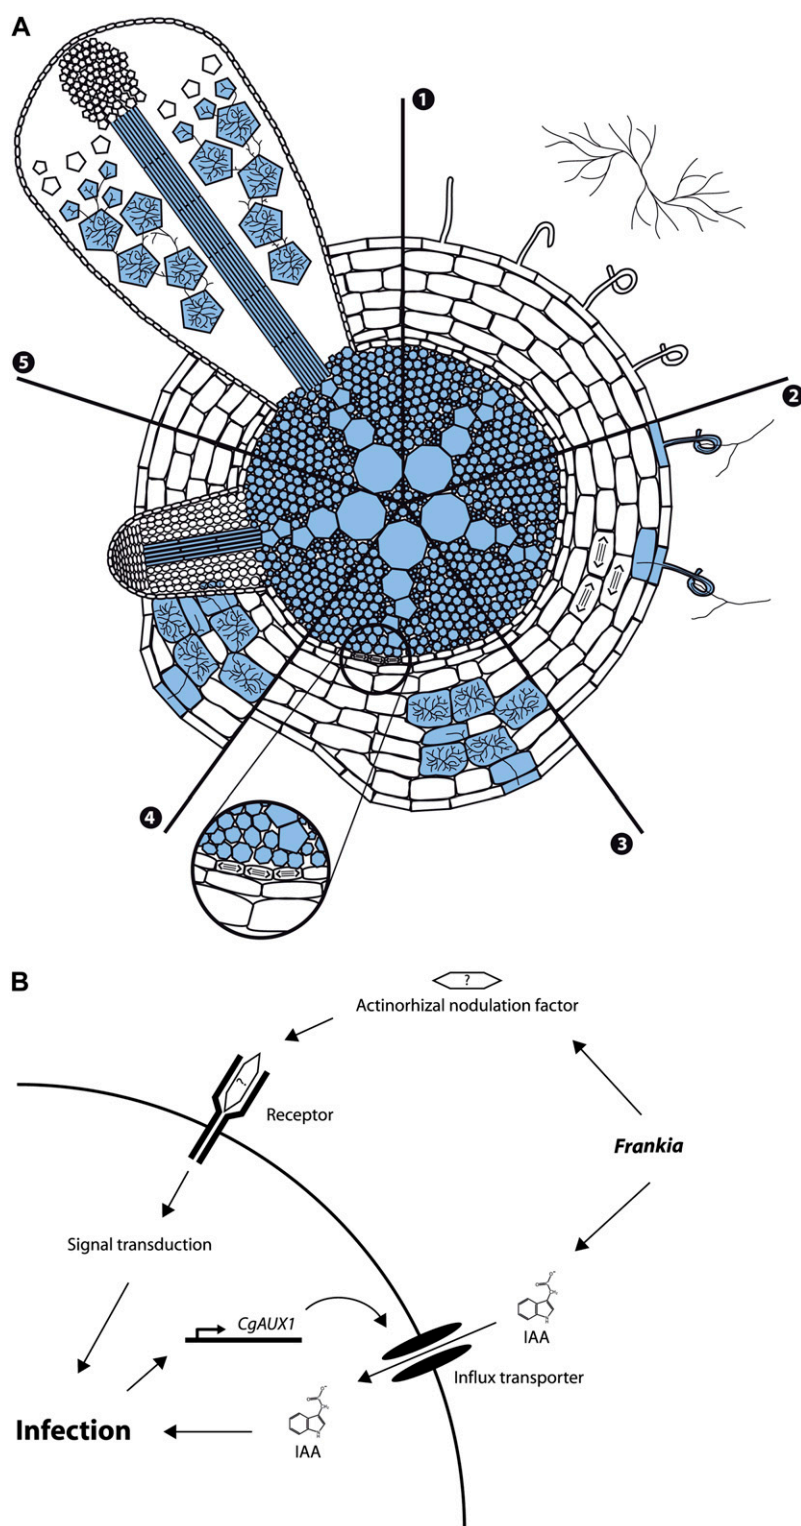 A
1
2
5
4
3
B
?
Actinorhizal nodulation factor
?
Receptor
Frankia
Signal transduction
CgAUX1
IAA
Influx transporter
Infection
IAA